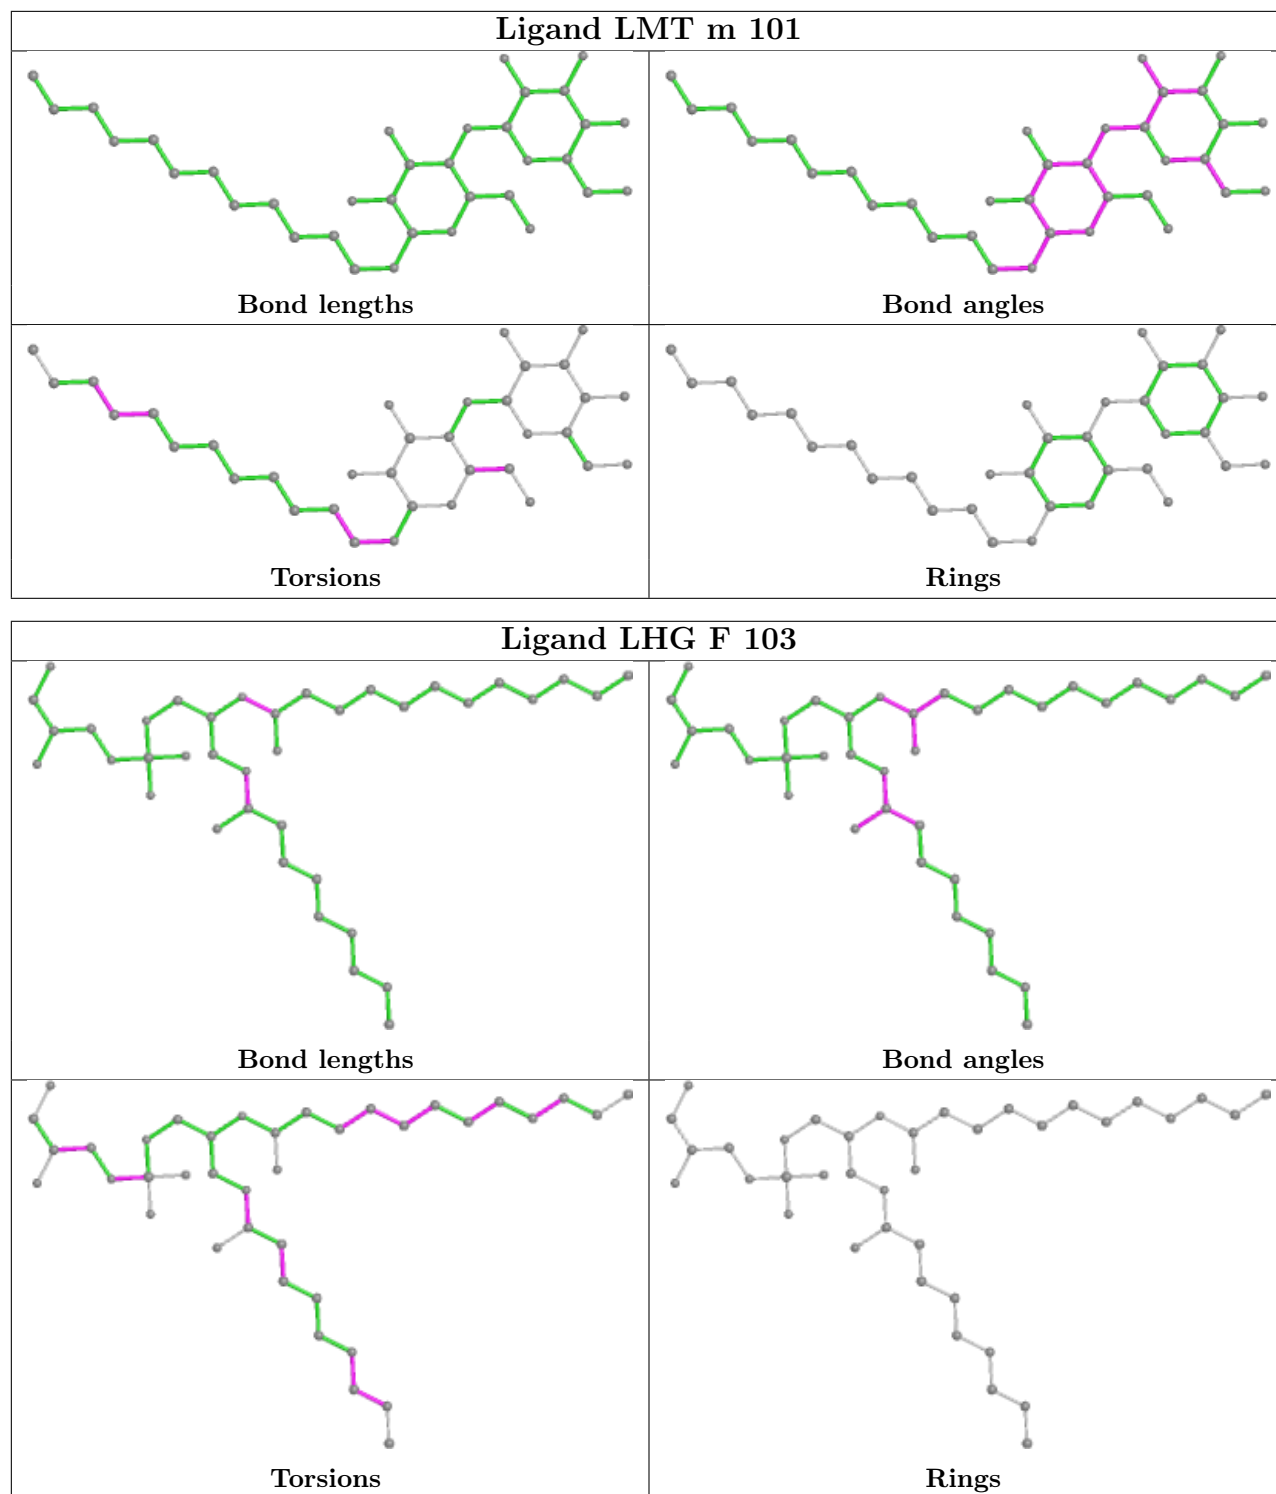 Ligand LMT m 101
Bond lengths
Bond angles
Torsions
Rings
Ligand LHG F 103
Bond lengths
Bond angles
Torsions
Rings